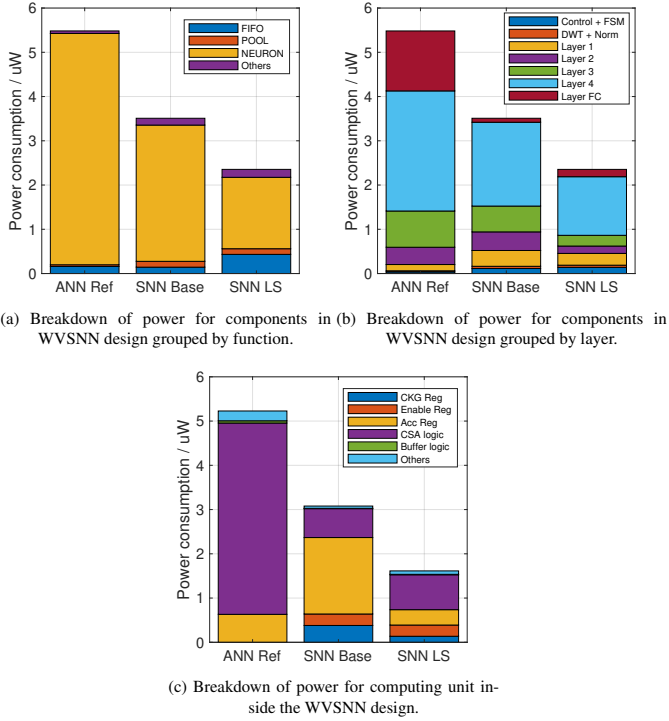 6
5
4
3
2
1
0
Power consumption / uW
FIFO
POOL
NEURON
Others
ANN Ref
SNN Base
SNN LS
(a) Breakdown of power for components in
WVSNN design grouped by function.
6
5
4
3
2
1
0
Power consumption / uW
Control + FSM
DWT + Norm
Layer 1
Layer 2
Layer 3
Layer 4
Layer FC
ANN Ref
SNN Base
SNN LS
(b) Breakdown of power for components in
WVSNN design grouped by layer.
6
5
4
3
2
1
0
Power consumption / uW
CKG Reg
Enable Reg
Acc Reg
CSA logic
Buffer logic
Others
ANN Ref
SNN Base
SNN LS
(c) Breakdown of power for computing unit in-
side the WVSNN design.